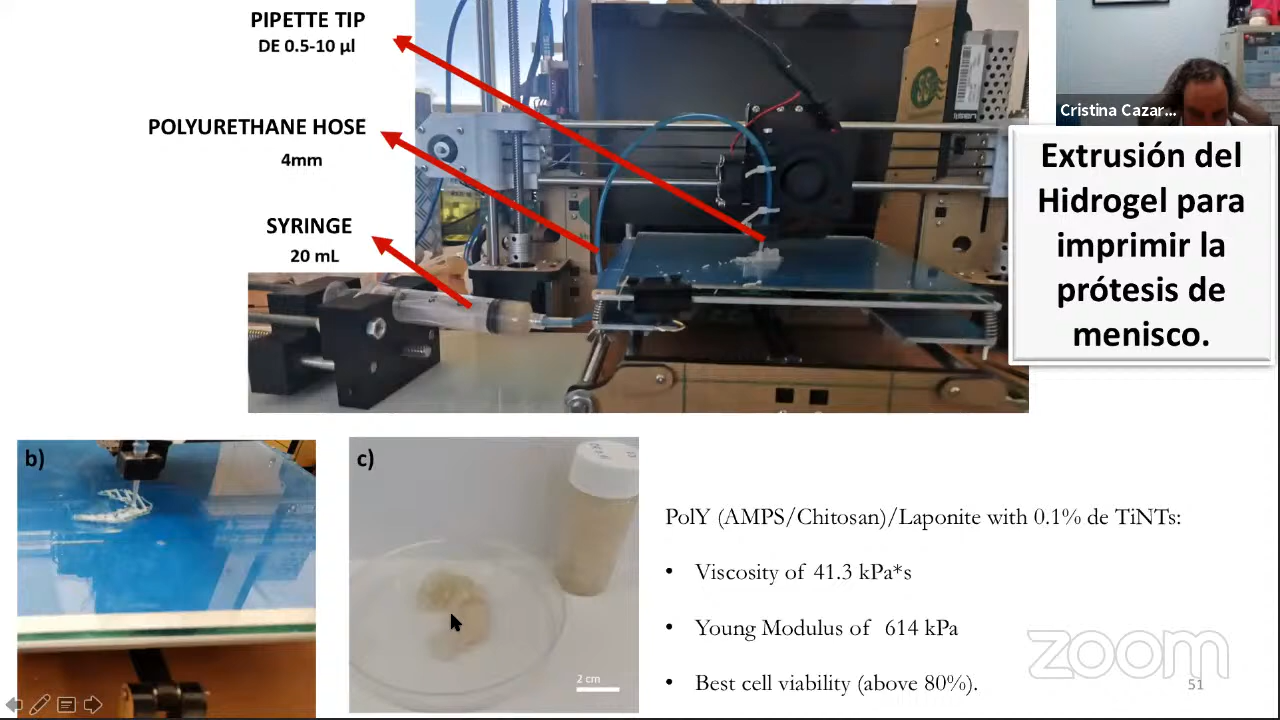 PIPETTE TIP
DE 0.5-10 µl
POLYURETHANE HOSE
4mm
SYRINGE
20 mL
Cristina Cazar...
Extrusión del
Hidrogel para
imprimir la
prótesis de
menisco.
b)
c)
2 cm
PolY (AMPS/Chitosan)/Laponite with 0.1% de TiNTs:
• Viscosity of 41.3 kPa*s
• Young Modulus of 614 kPa
• Best cell viability (above 80%).
zoom
51